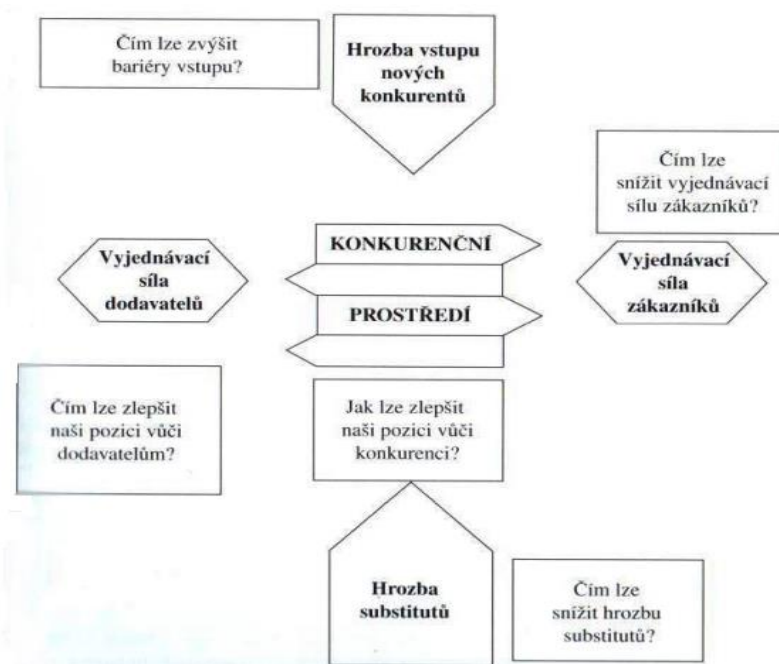 Čím lze zvýšit
bariéry vstupu?
Hrozba vstupu
nových
konkurentů
Čím lze
snížit vyjednávací
sílu zákazníků?
Vyjednávací
síla
dodavatelů
KONKURENČNÍ
PROSTŘEDÍ
Vyjednávací
síla
zákazníků
Čím lze zlepšit
naši pozici vůči
dodavatelům?
Jak lze zlepšit
naši pozici vůči
konkurenci?
Hrozba
substitutů
Čím lze
snížit hrozbu
substitutů?